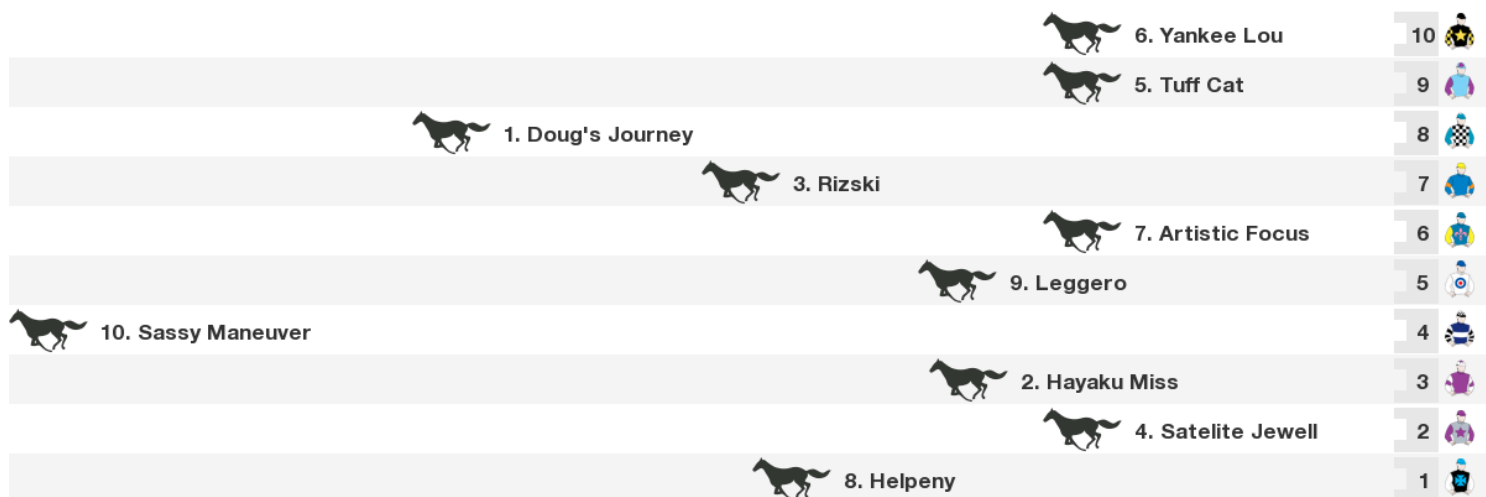 6. Yankee Lou 10
5. Tuff Cat 9
1. Doug's Journey 8
3. Rizski 7
7. Artistic Focus 6
9. Leggero 5
10. Sassy Maneuver 4
2. Hayaku Miss 3
4. Satelite Jewell 2
8. Helpeny 1